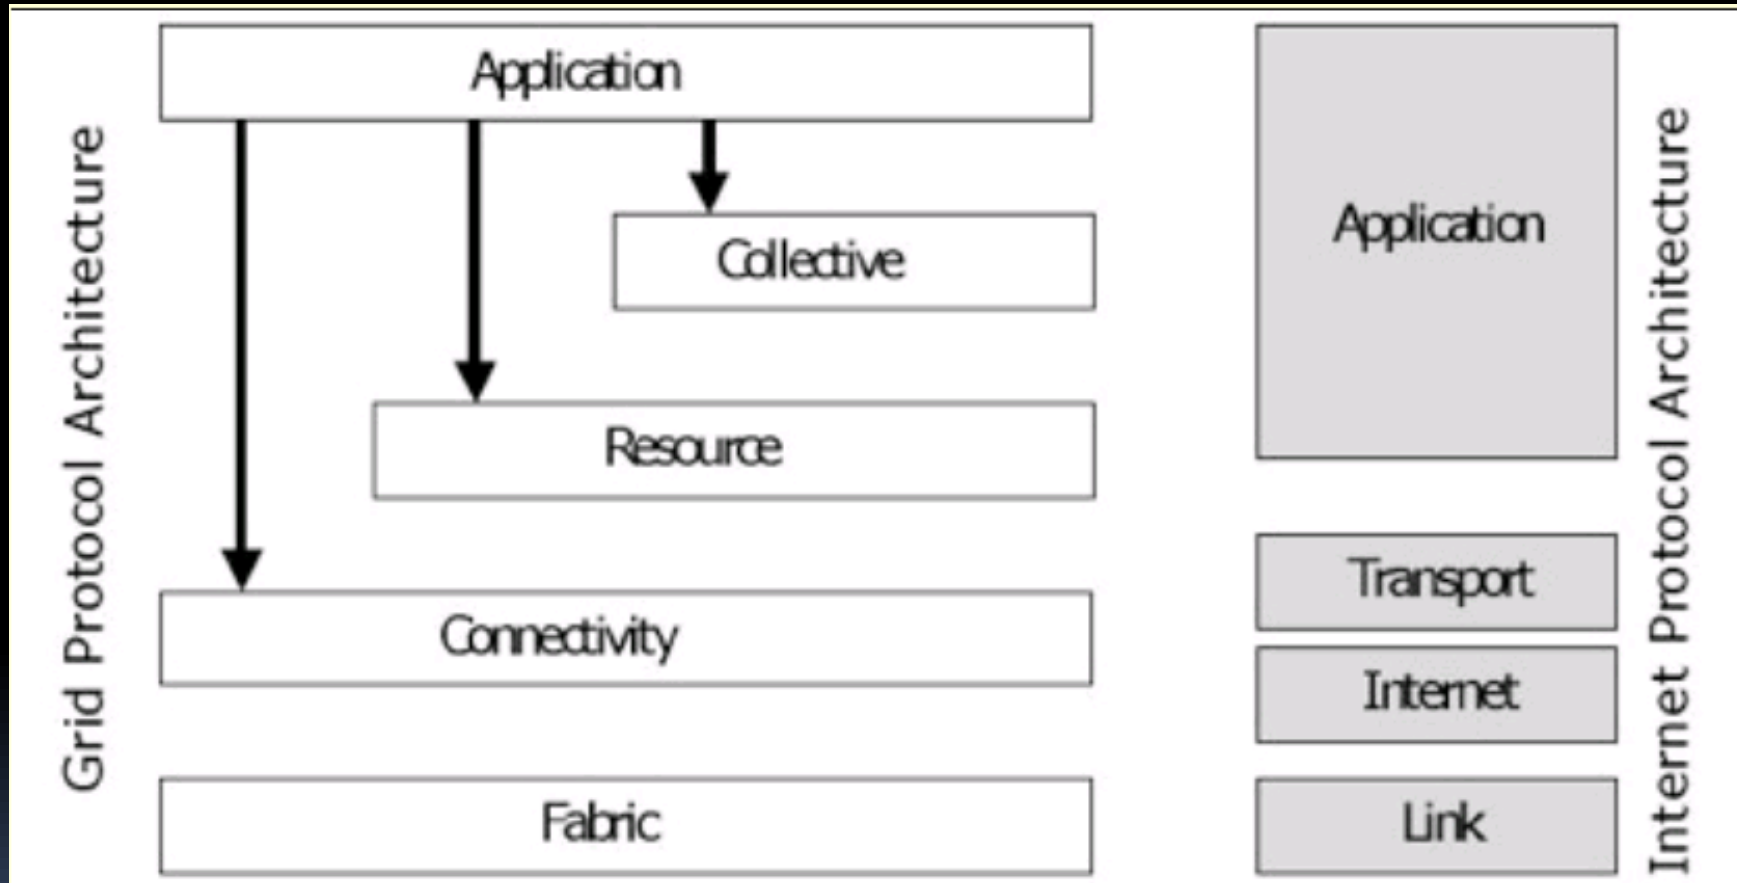 Grid Protocol Architecture
Application
Collective
Resource
Connectivity
Fabric
Application
Transport
Internet
Link
Internet Protocol Architecture